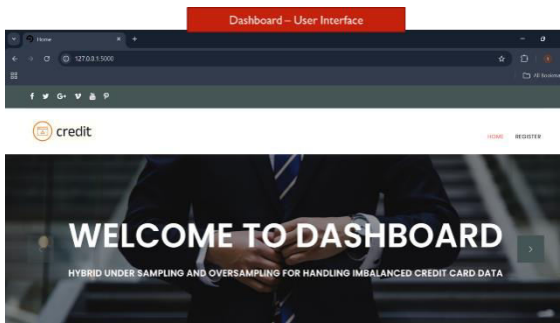 Dashboard – User Interface
Home
127.0.0.1:5000
All Bookma
credit
HOME
REGISTER
WELCOME TO DASHBOARD
HYBRID UNDER SAMPLING AND OVERSAMPLING FOR HANDLING IMBALANCED CREDIT CARD DATA